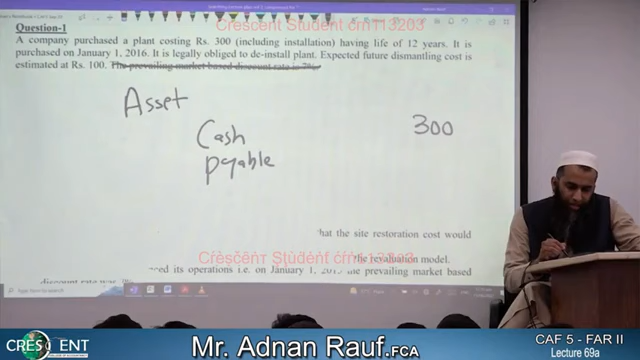 Crescent Student crn113203
Question-1
A company purchased a plant costing Rs. 300 (including installation) having life of 12 years. It is
purchased on January 1, 2016. It is legally obliged to de-install plant. Expected future dismantling cost is
estimated at Rs. 100. The prevailing market based discount rate is 7%.
Asset
Cash 300
payable
hat the site restoration cost would
Crescent Student crn113203
the revaluation model.
ced its operations i.e. on January 1, the prevailing market based
discount rate was 7%
CRESCENT
Mr. Adnan Rauf.FCA
CAF 5 - FAR II
Lecture 69a